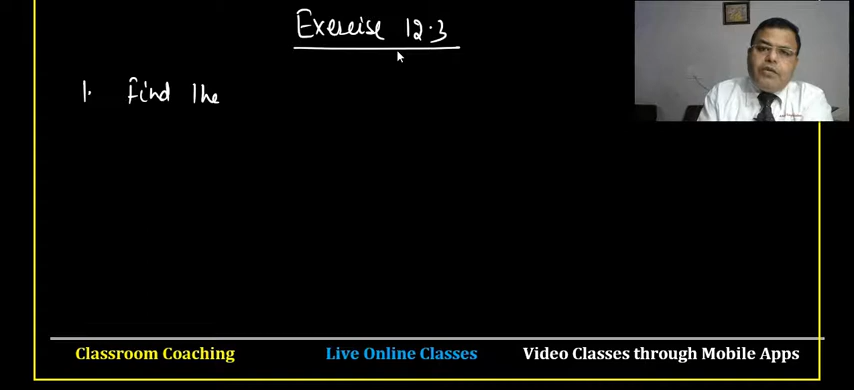 Exercise 12.3
1. Find The
Classroom Coaching
Live Online Classes
Video Classes through Mobile Apps